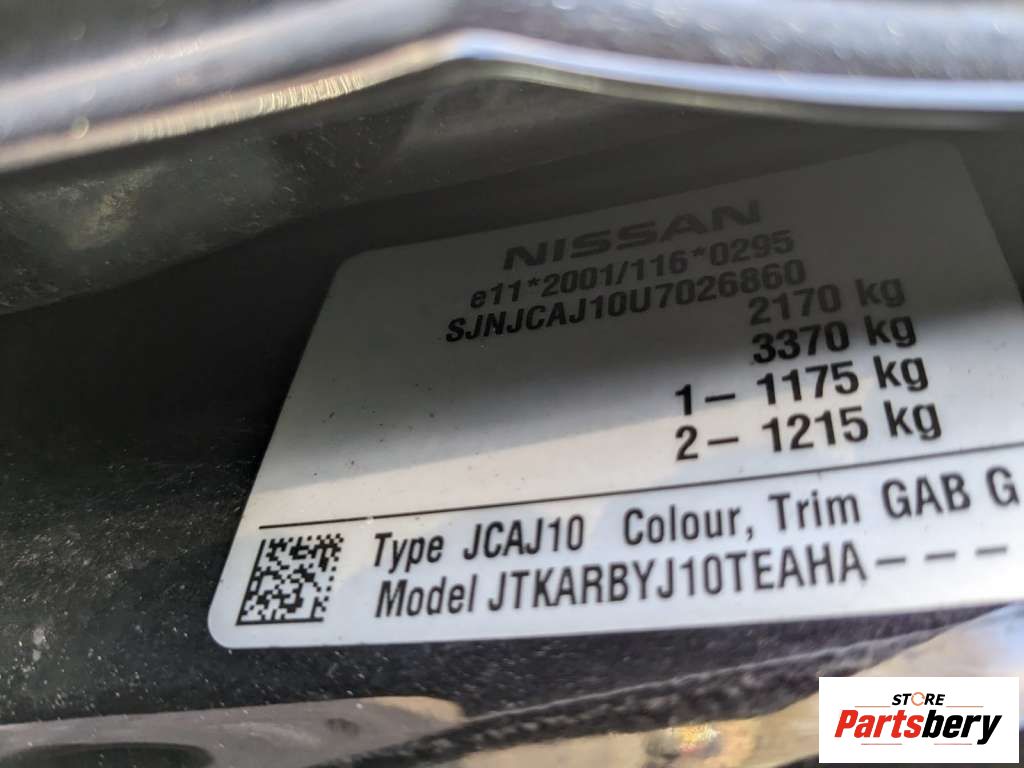 NISSAN
e11*2001/116*0295
SJNJCAJ10U7026860
2170 kg
3370 kg
1– 1175 kg
2– 1215 kg
Type JCAJ10 Colour, Trim GAB G
Model JTKARBYJ10TEAHA– – –
STORE
Partsbery